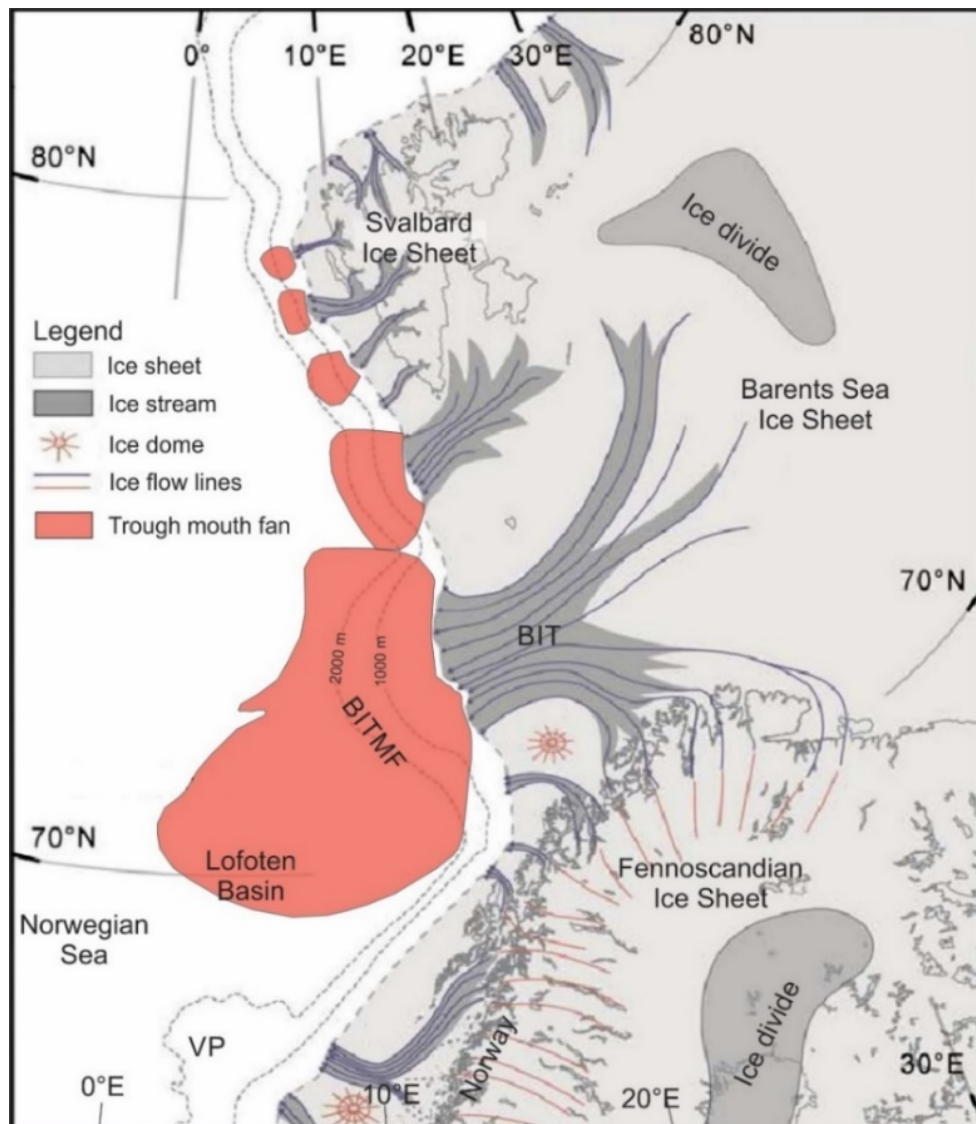 0°
10°E
20°E
30°E
80°N
80°N
Svalbard
Ice Sheet
Ice divide
Legend
Ice sheet
Ice stream
Ice dome
Ice flow lines
Trough mouth fan
Barents Sea
Ice Sheet
70°N
BIT
2000 m
1000 m
BITMF
70°N
Lofoten
Basin
Fennoscandian
Ice Sheet
Norwegian
Sea
VP
Norway
Ice divide
0°E
10°E
20°E
30°E